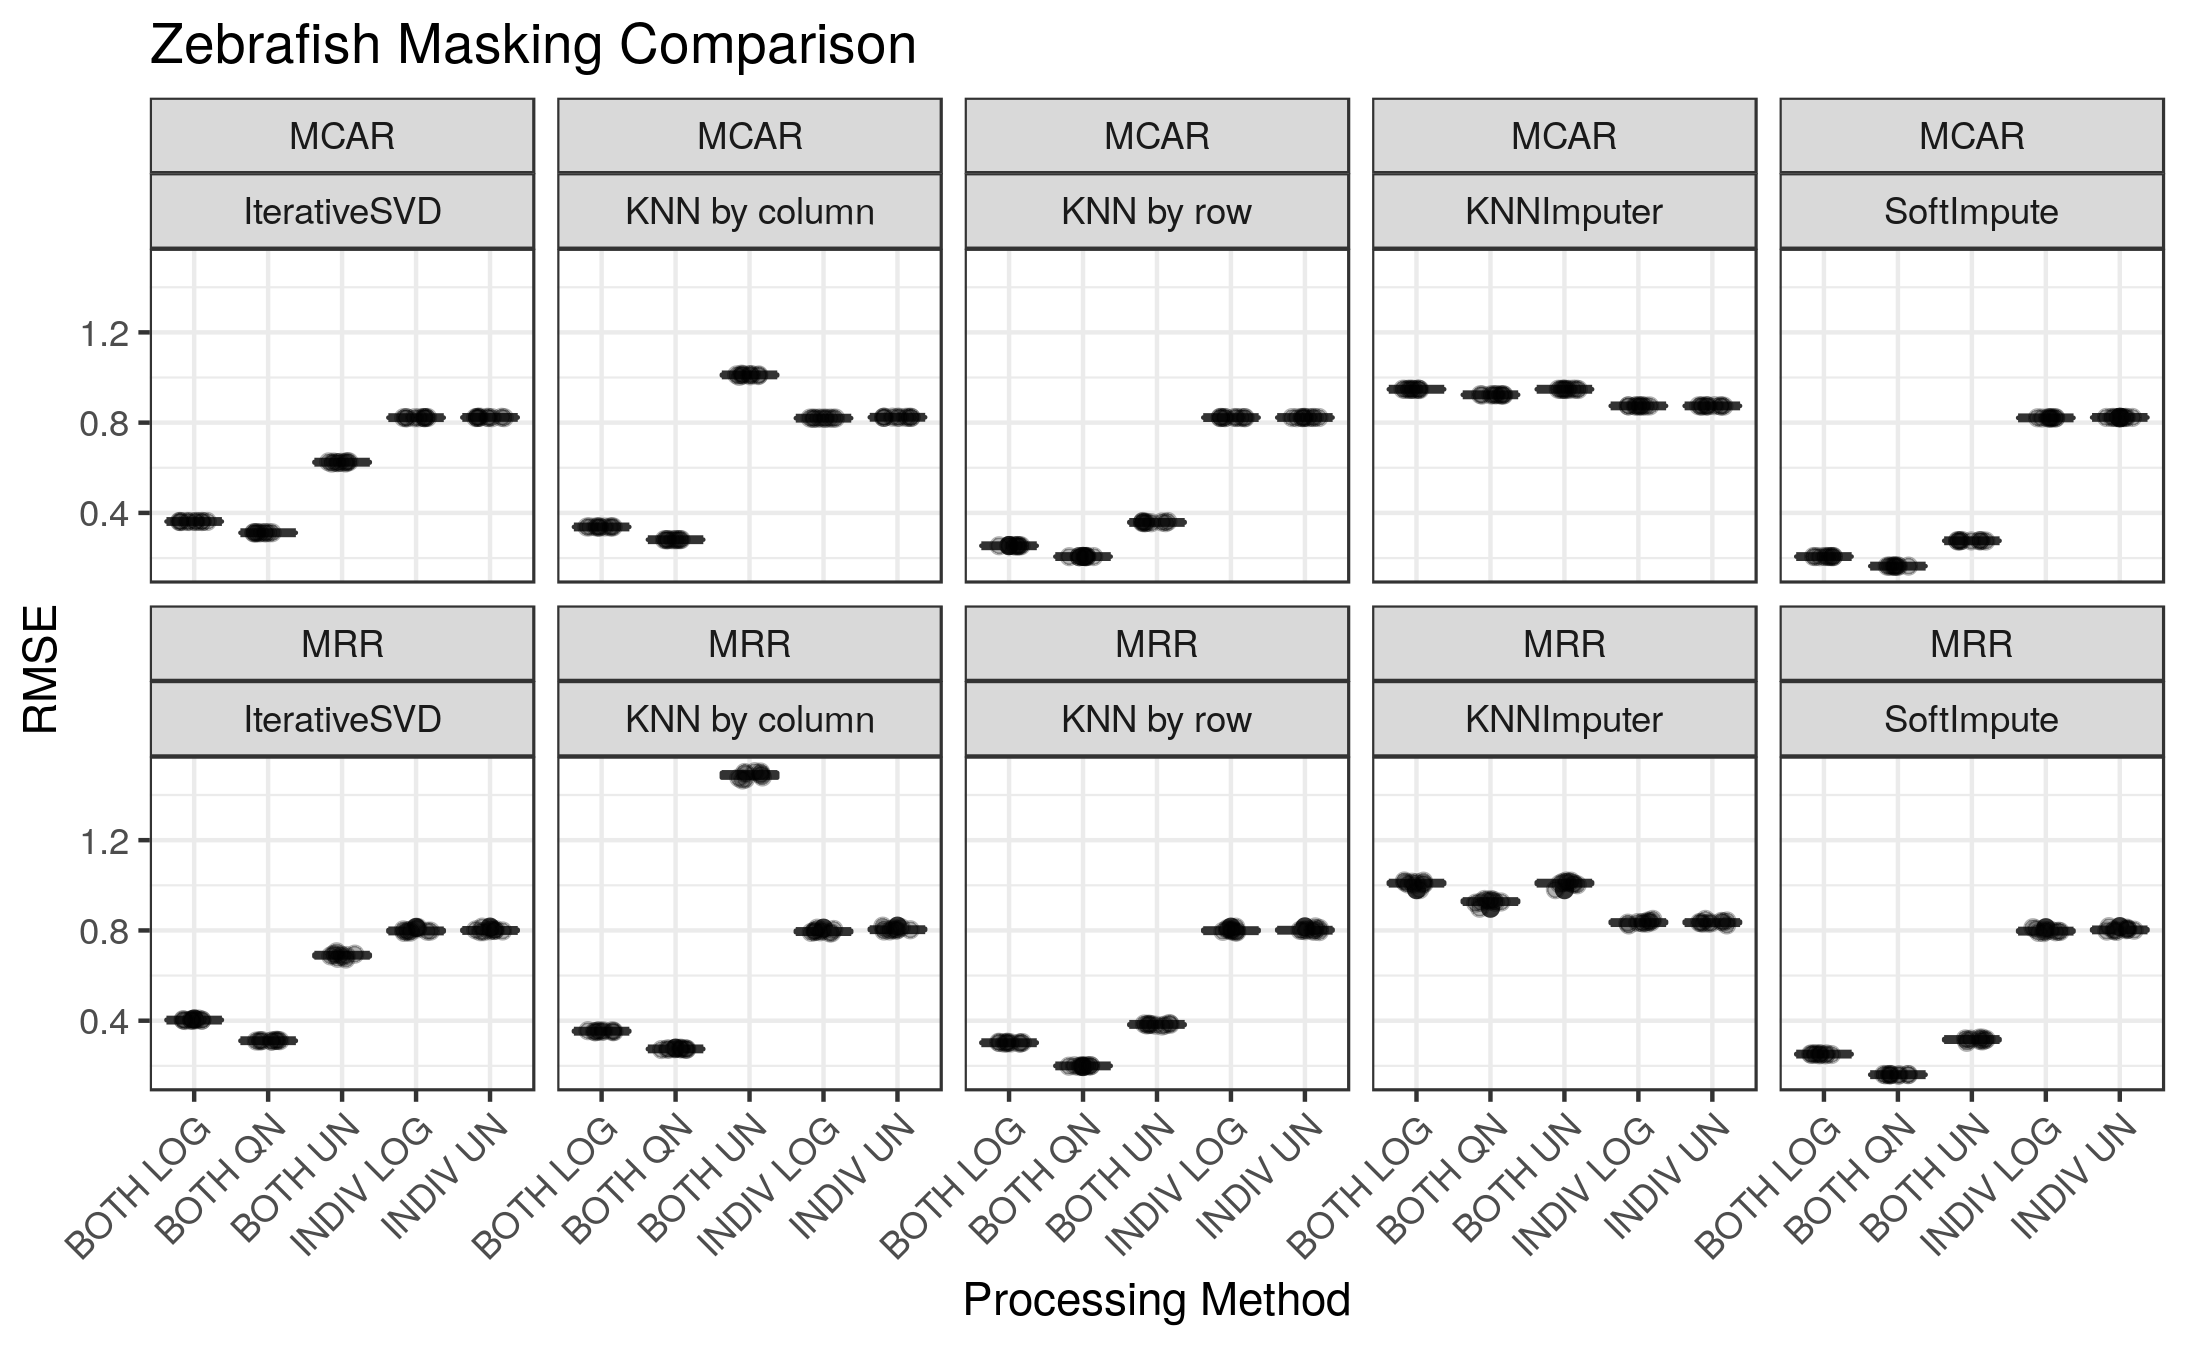 Zebrafish Masking Comparison
MCAR MCAR MCAR MCAR MCAR
IterativeSVD KNN by column KNN by row KNNImputer SoftImpute
1.2
0.8
0.4
RMSE
MRR MRR MRR MRR MRR
IterativeSVD KNN by column KNN by row KNNImputer SoftImpute
1.2
0.8
0.4
BOTH LOG BOTH QN BOTH UN INDIV LOG INDIV UN BOTH LOG BOTH QN BOTH UN INDIV LOG INDIV UN BOTH LOG BOTH QN BOTH UN INDIV LOG INDIV UN BOTH LOG BOTH QN BOTH UN INDIV LOG INDIV UN BOTH LOG BOTH QN BOTH UN INDIV LOG INDIV UN
Processing Method